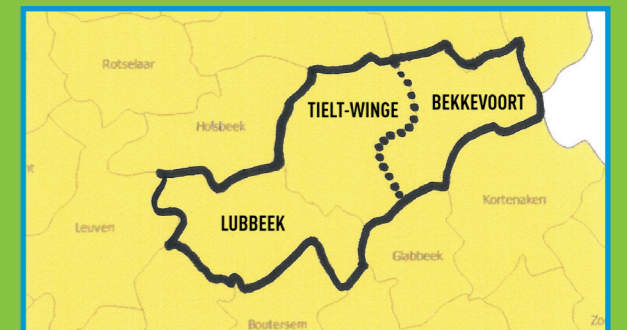 Rotselaar
TIELT-WINGE
BEKKEVOORT
Holsbeek
Kortenaken
LUBBEEK
Leuven
Glabbeek
Boutersem